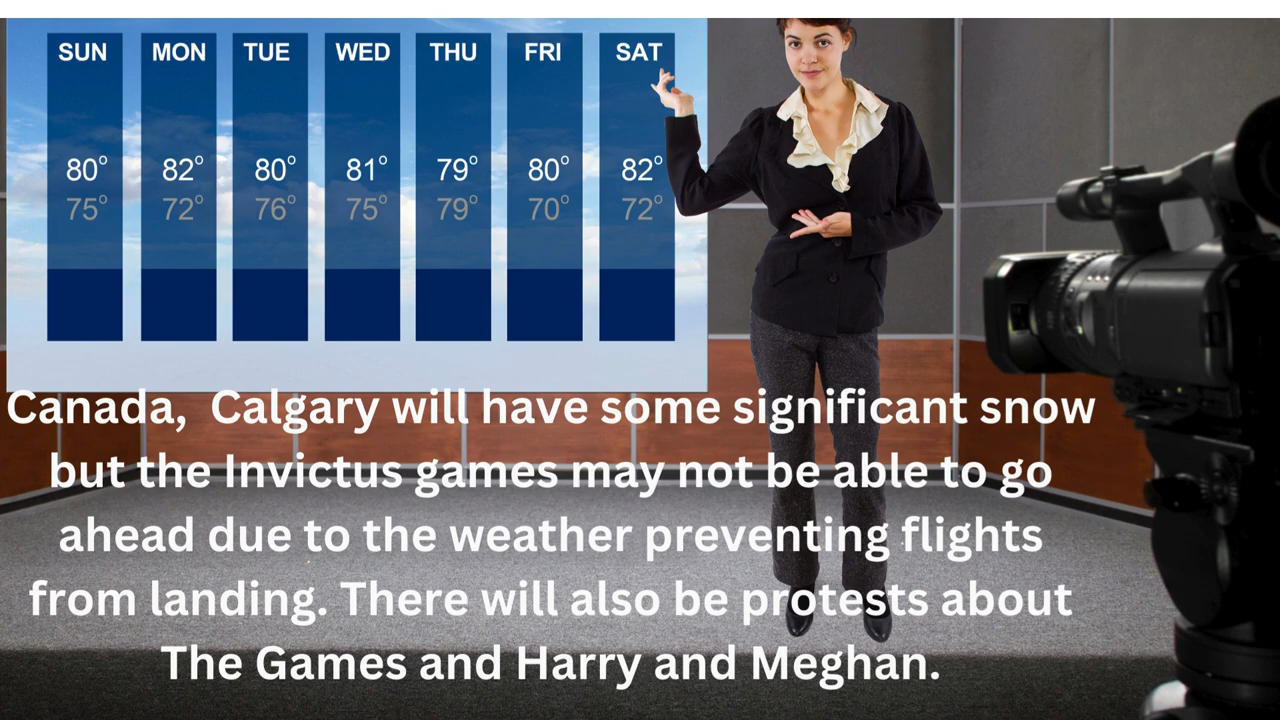 SUN MON TUE WED THU FRI SAT
80° 82° 80° 81° 79° 80° 82°
75° 72° 76° 75° 79° 70° 72°
Canada,  Calgary will have some significant snow
but the Invictus games may not be able to go
ahead due to the weather preventing flights
from landing. There will also be protests about
The Games and Harry and Meghan.